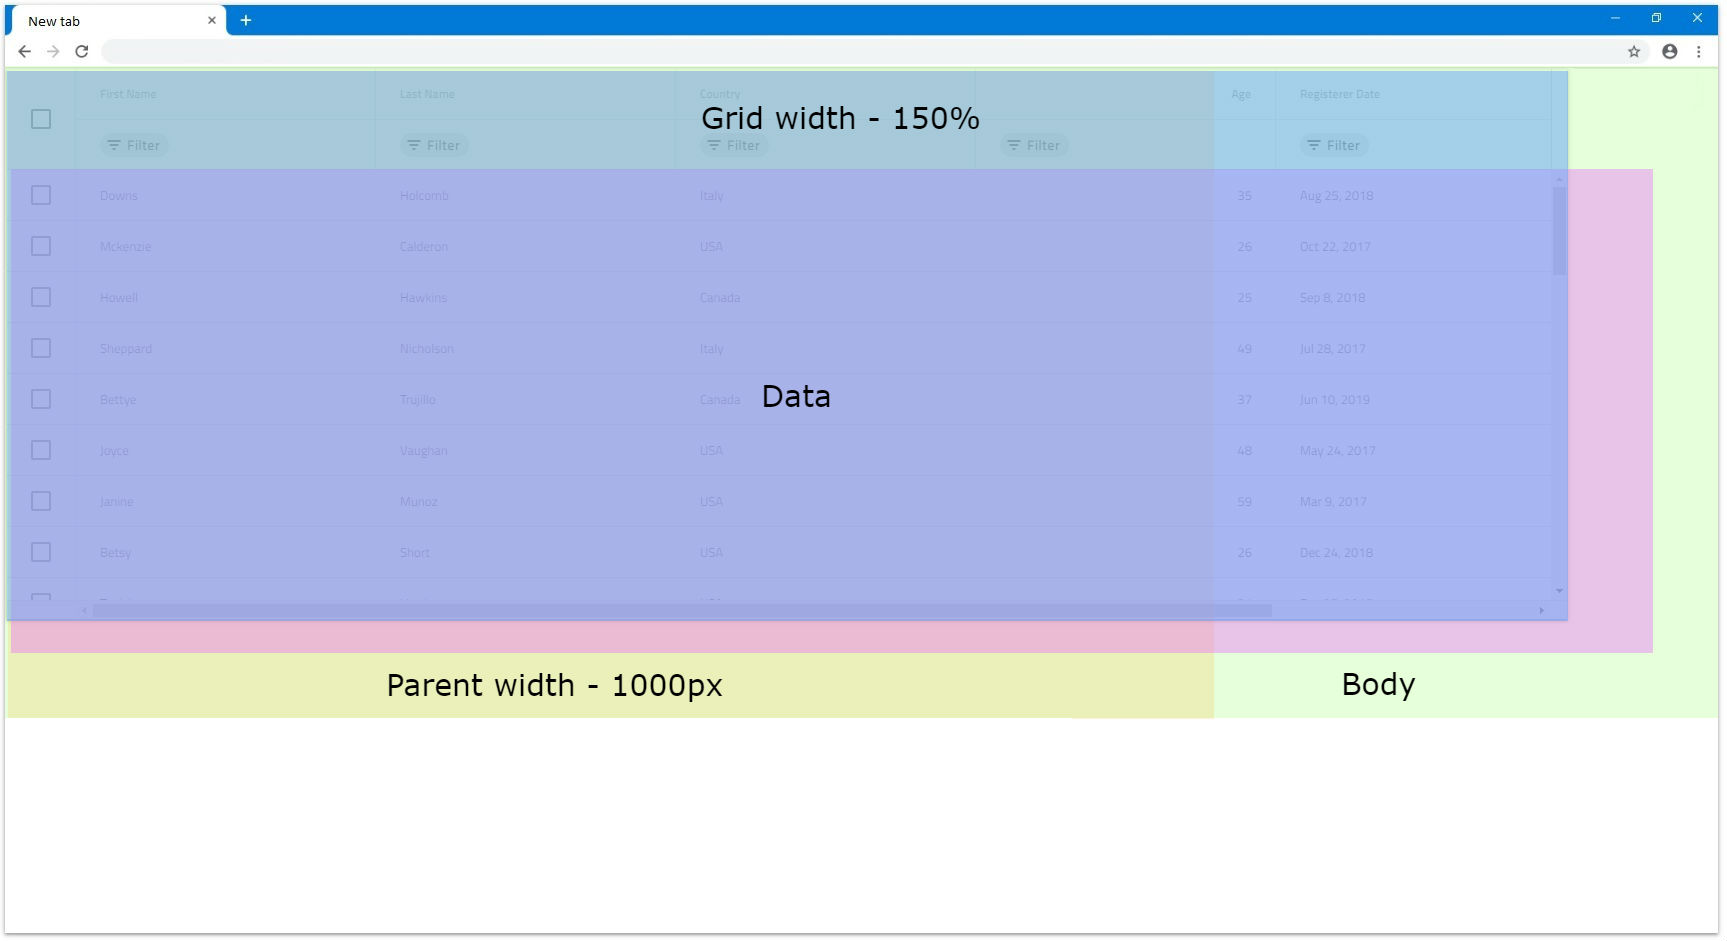 New tab
First Name Last Name Country Age Registerer Date
Grid width - 150%
Filter Filter Filter Filter Filter
Downs Holcomb Italy 35 Aug 25, 2018
Mckenzie Calderon USA 26 Oct 22, 2017
Howell Hawkins Canada 25 Sep 8, 2018
Sheppard Nicholson Italy 49 Jul 28, 2017
Bettye Trujillo Canada 37 Jun 10, 2019
Data
Joyce Vaughan USA 48 May 24, 2017
Janine Munoz USA 59 Mar 9, 2017
Betsy Short USA 26 Dec 24, 2018
Parent width - 1000px
Body